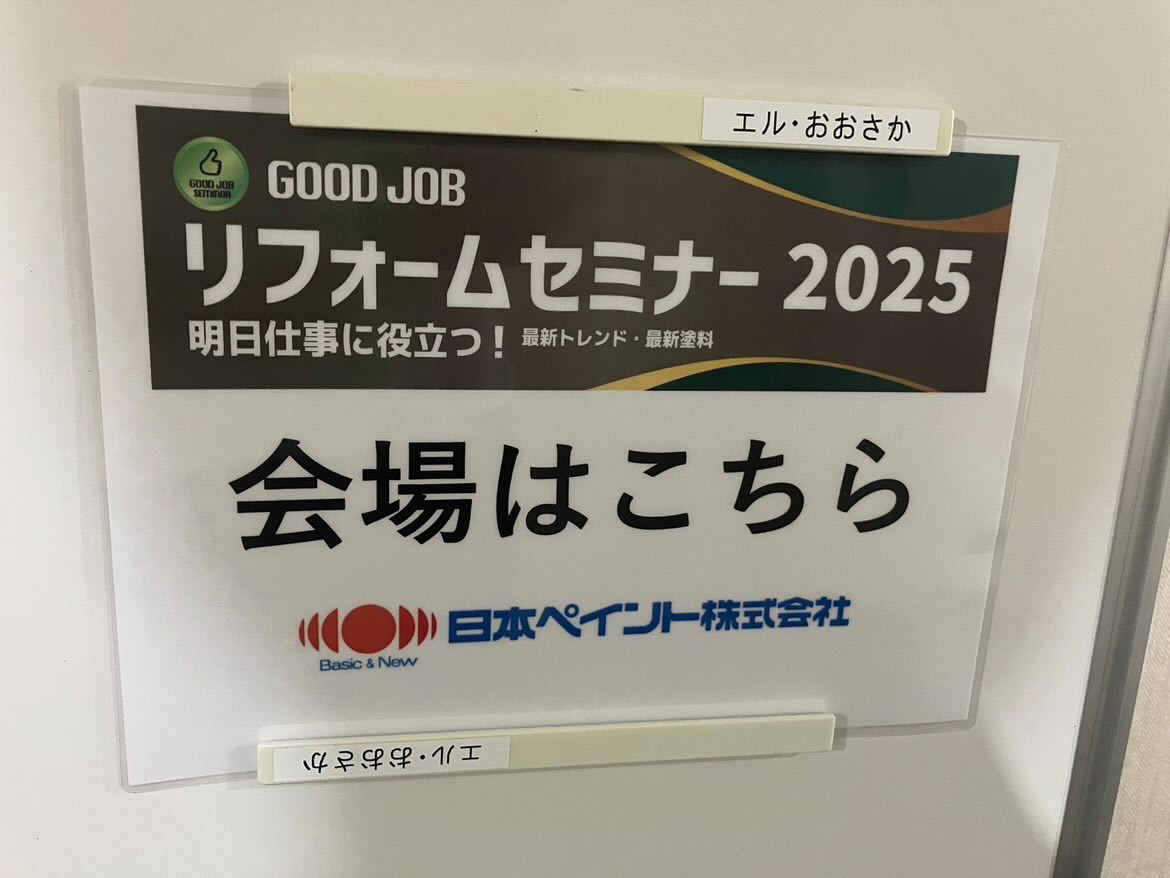 エル・おおさか
GOOD JOB
SEMINAR
GOOD JOB
リフォームセミナー 2025
明日仕事に役立つ! 最新トレンド・最新塗料
会場はこちら
日本ペイント株式会社
Basic & New
エル・おおさか